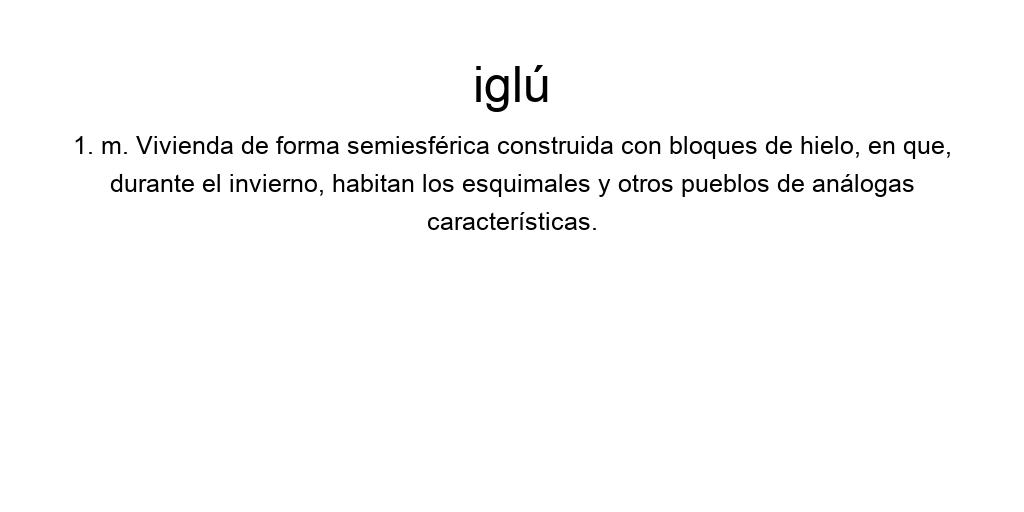 iglú
1. m. Vivienda de forma semiesférica construida con bloques de hielo, en que,
durante el invierno, habitan los esquimales y otros pueblos de análogas
características.